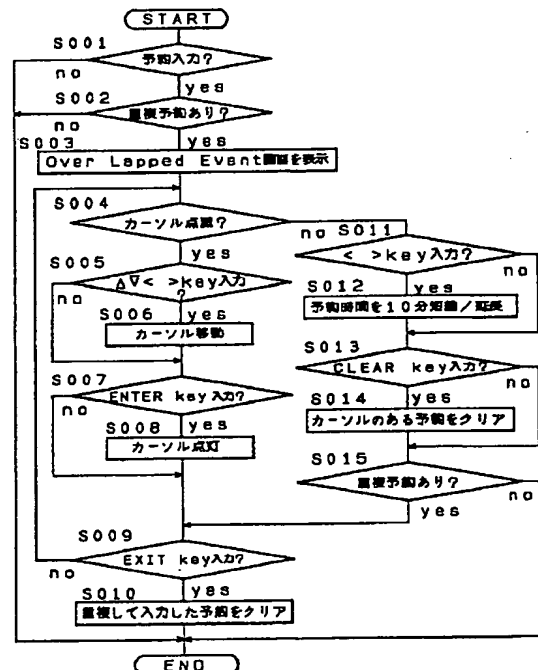 START
S001
予約入力?
no
yes
S002
重複予約あり?
no
yes
S003
Over Lapped Event画面を表示
S004
カーソル点滅?
no
yes
S005
△▽< >key入力
?
no
yes
S006
カーソル移動
S007
ENTER key入力?
no
yes
S008
カーソル点灯
S011
< >key入力?
no
yes
S012
予約時間を10分短縮/延長
S013
CLEAR key入力?
no
yes
S014
カーソルのある予約をクリア
S015
重複予約あり?
no
yes
S009
EXIT key入力?
no
yes
S010
重複して入力した予約をクリア
END